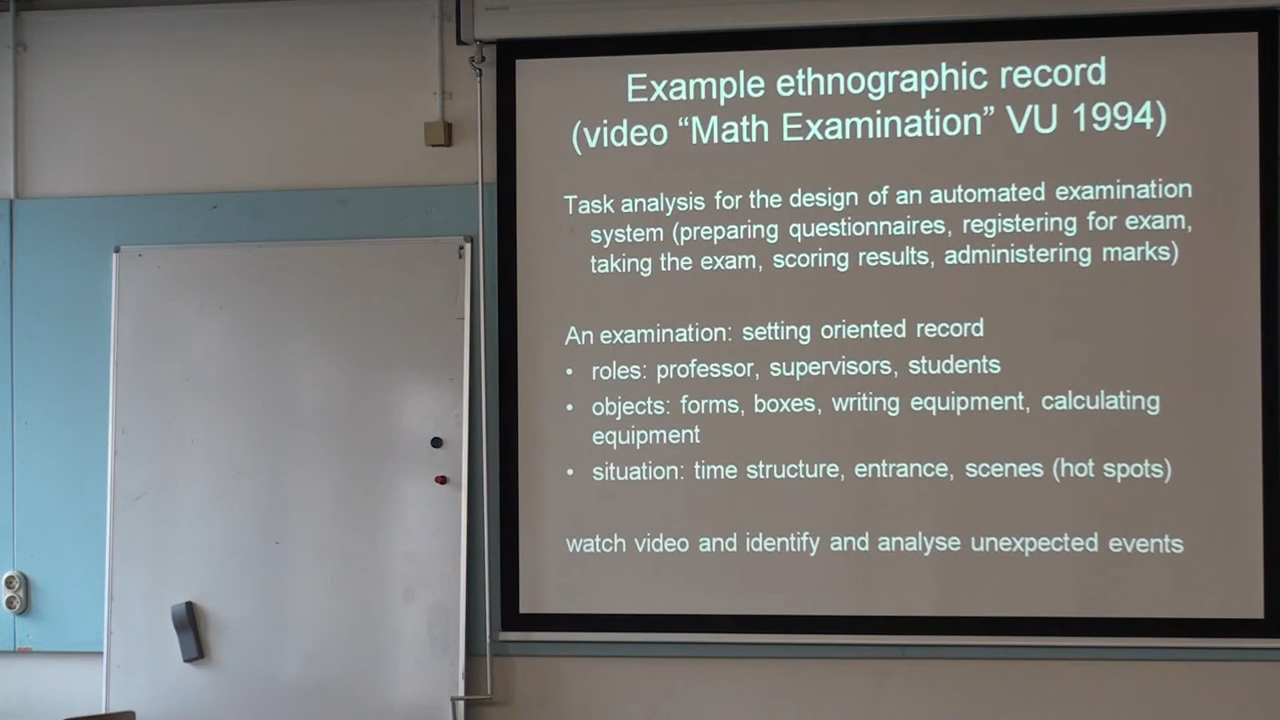 Example ethnographic record
(video “Math Examination” VU 1994)
Task analysis for the design of an automated examination
system (preparing questionnaires, registering for exam,
taking the exam, scoring results, administering marks)
An examination: setting oriented record
• roles: professor, supervisors, students
• objects: forms, boxes, writing equipment, calculating
equipment
• situation: time structure, entrance, scenes (hot spots)
watch video and identify and analyse unexpected events